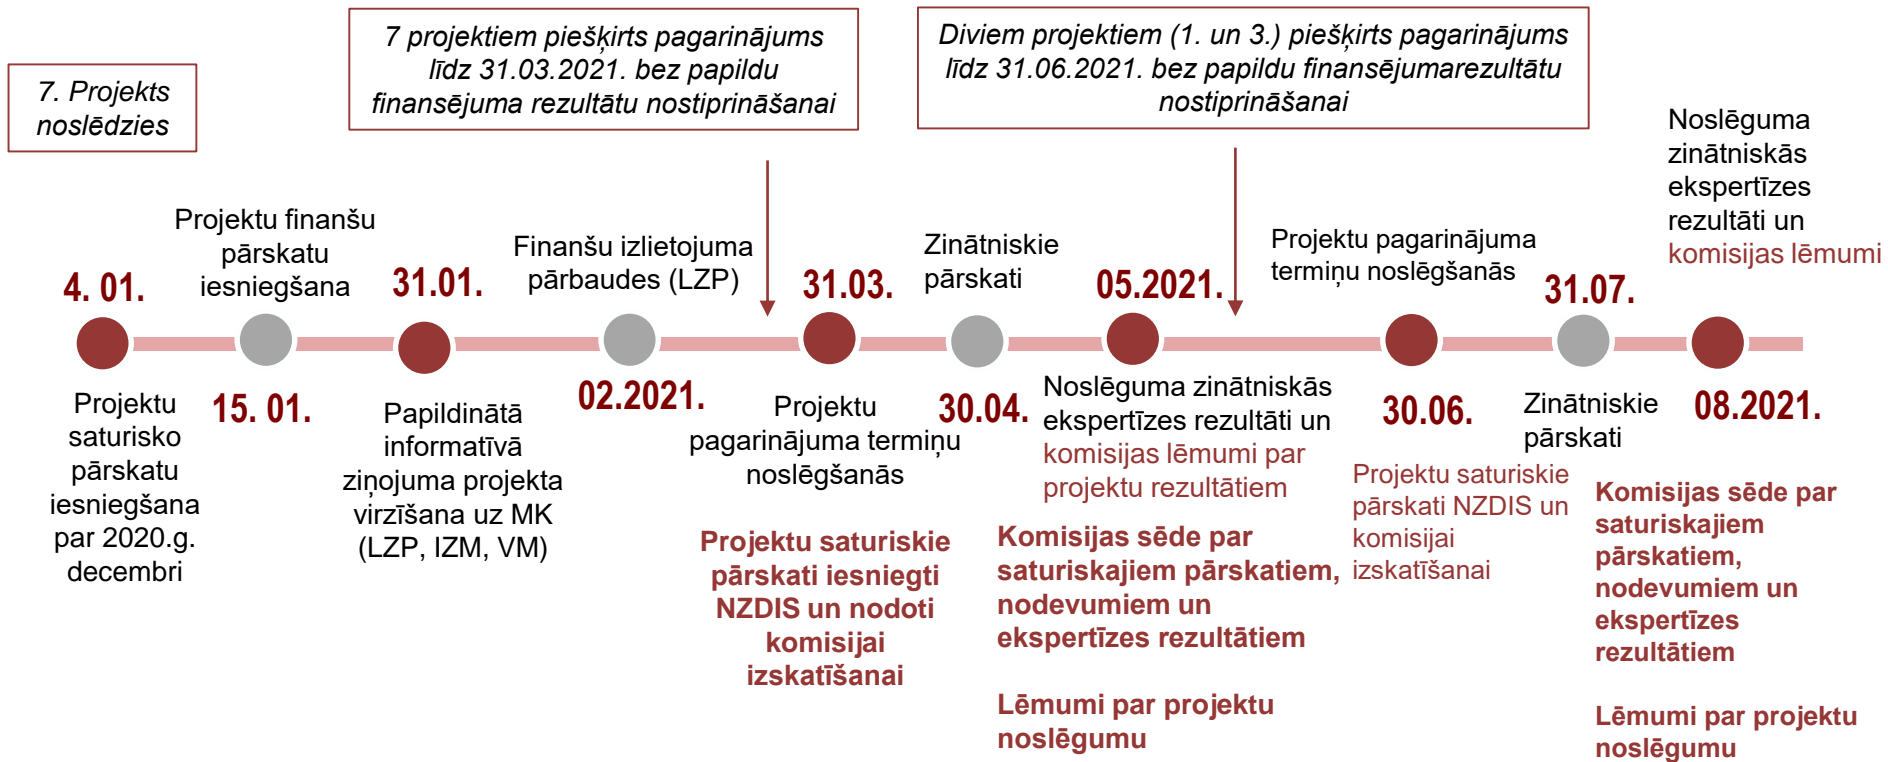 7. Projekts
noslēdzies
7 projektiem piešķirts pagarinājums
līdz 31.03.2021. bez papildu
finansējuma rezultātu nostiprināšanai
Diviem projektiem (1. un 3.) piešķirts pagarinājums
līdz 31.06.2021. bez papildu finansējumarezultātu
nostiprināšanai
4. 01.
Projektu
saturisko
pārskatu
iesniegšana
par 2020.g.
decembri
Projektu finanšu
pārskatu
iesniegšana
15. 01.
31.01.
Papildinātā
informatīvā
ziņojuma projekta
virzīšana uz MK
(LZP, IZM, VM)
Finanšu izlietojuma
pārbaudes (LZP)
02.2021.
31.03.
Projektu
pagarinājuma termiņu
noslēgšanās
Projektu saturiskie
pārskati iesniegti
NZDIS un nodoti
komisijai
izskatīšanai
Zinātniskie
pārskati
30.04.
05.2021.
Noslēguma zinātniskās
ekspertīzes rezultāti un
komisijas lēmumi par
projektu rezultātiem
Komisijas sēde par
saturiskajiem pārskatiem,
nodevumiem un
ekspertīzes rezultātiem
Lēmumi par projektu
noslēgumu
Projektu pagarinājuma
termiņu noslēgšanās
30.06.
Projektu saturiskie
pārskati NZDIS un
komisijai
izskatīšanai
31.07.
Zinātniskie
pārskati
Noslēguma
zinātniskās
ekspertīzes
rezultāti un
komisijas lēmumi
08.2021.
Komisijas sēde par
saturiskajiem
pārskatiem,
nodevumiem un
ekspertīzes
rezultātiem
Lēmumi par projektu
noslēgumu